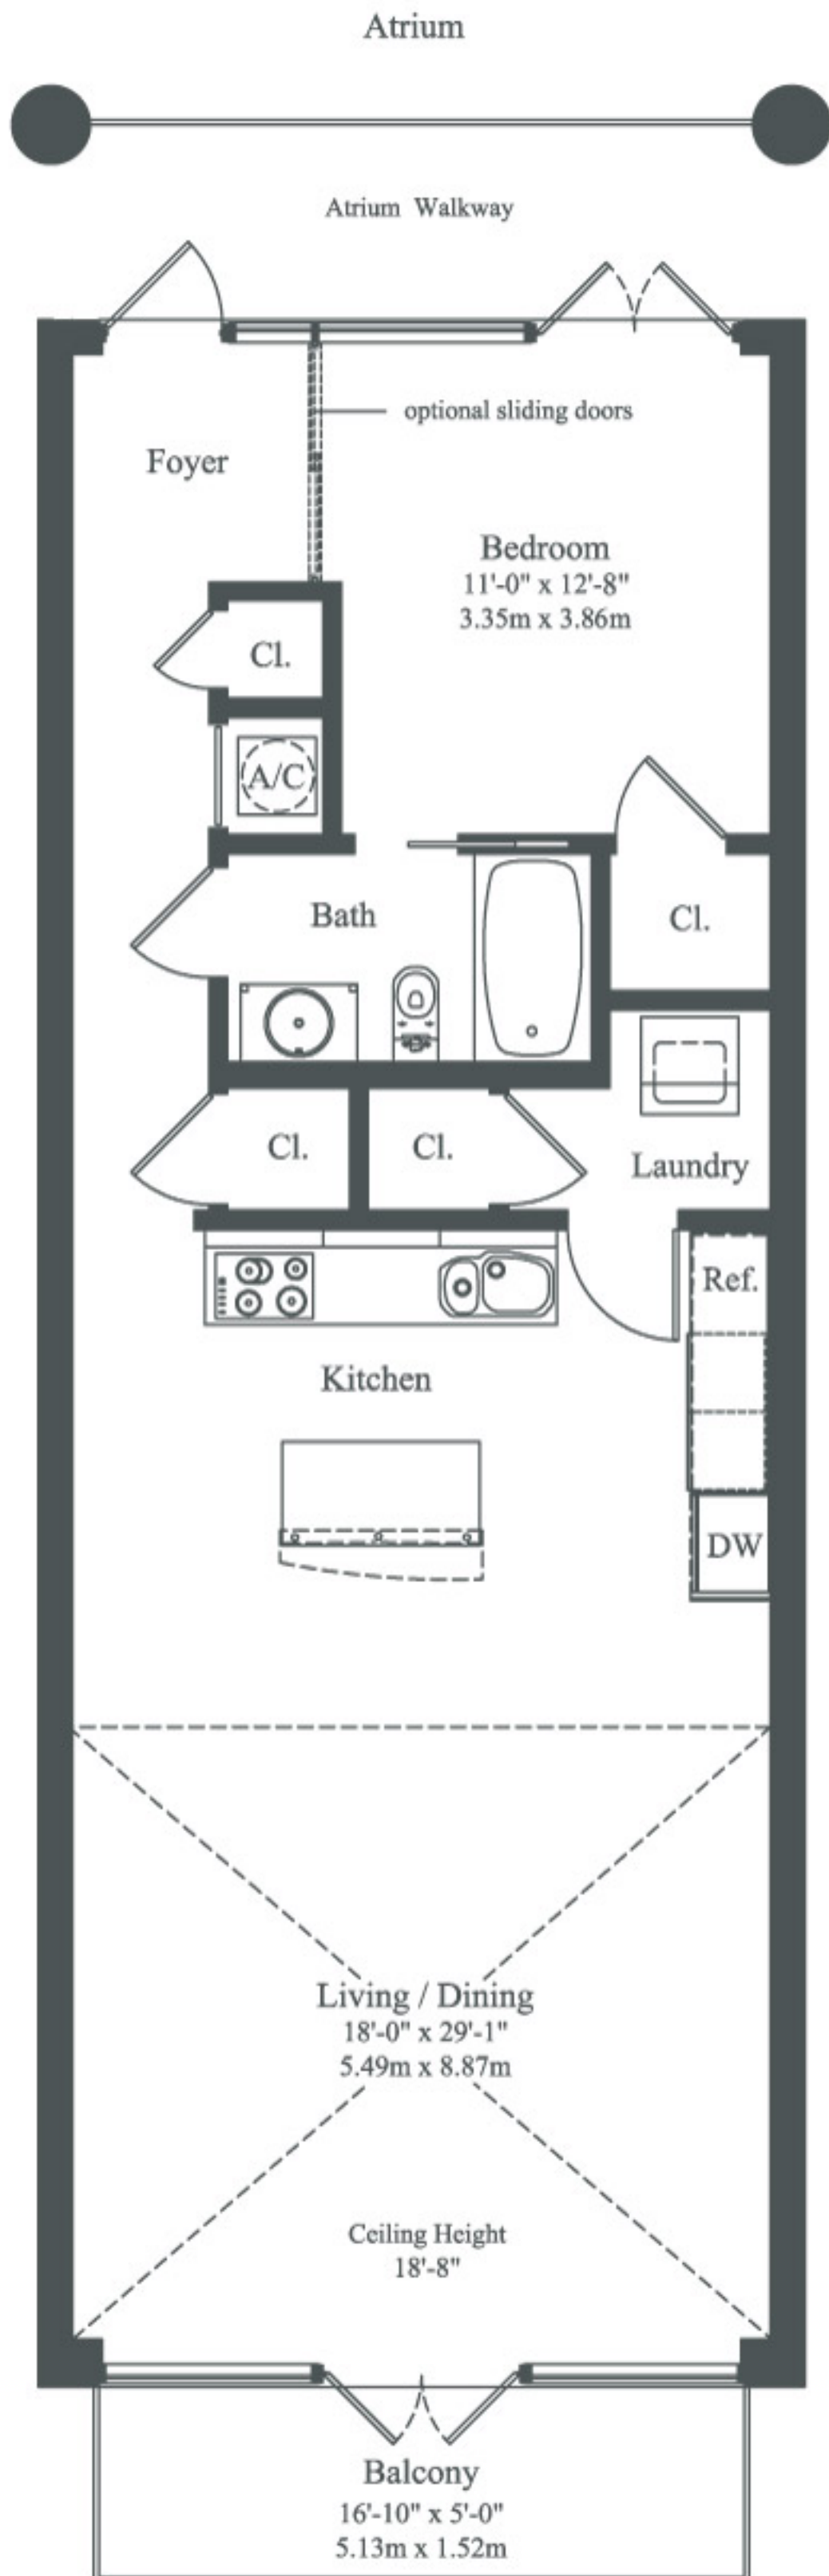 Atrium
Atrium Walkway
optional sliding doors
Foyer
Bedroom
11'-0" x 12'-8"
3.35m x 3.86m
Cl.
A/C
Bath
Cl.
Cl.
Cl.
Laundry
Ref.
Kitchen
DW
Living / Dining
18'-0" x 29'-1"
5.49m x 8.87m
Ceiling Height
18'-8"
Balcony
16'-10" x 5'-0"
5.13m x 1.52m